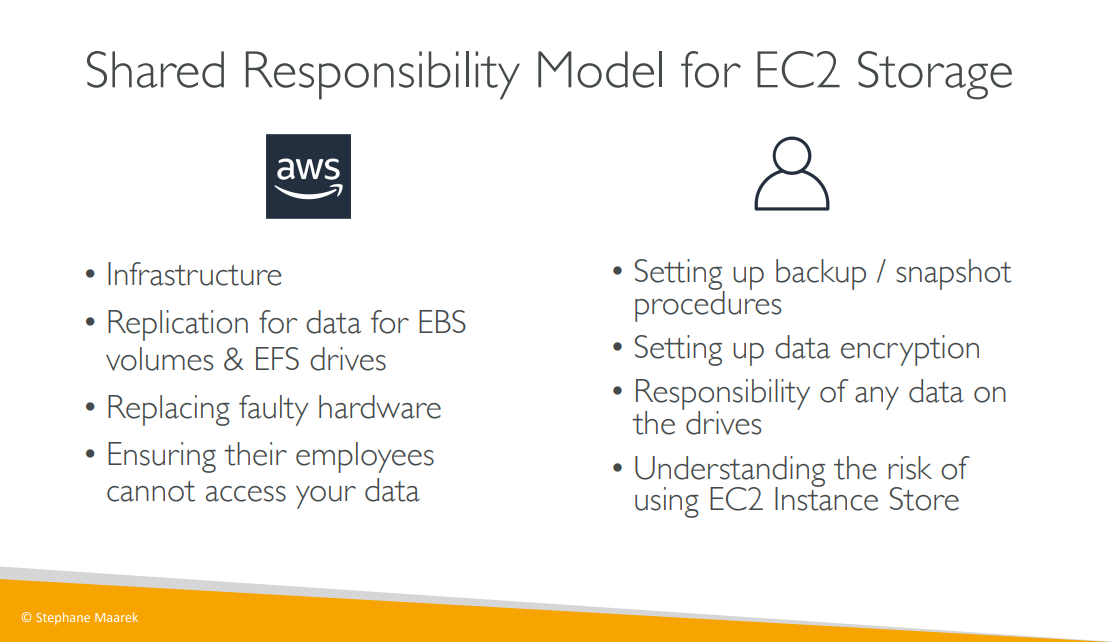 Shared Responsibility Model for EC2 Storage
aws
• Infrastructure
• Replication for data for EBS
volumes & EFS drives
• Replacing faulty hardware
• Ensuring their employees
cannot access your data
• Setting up backup / snapshot
procedures
• Setting up data encryption
• Responsibility of any data on
the drives
• Understanding the risk of
using EC2 Instance Store
© Stephane Maarek